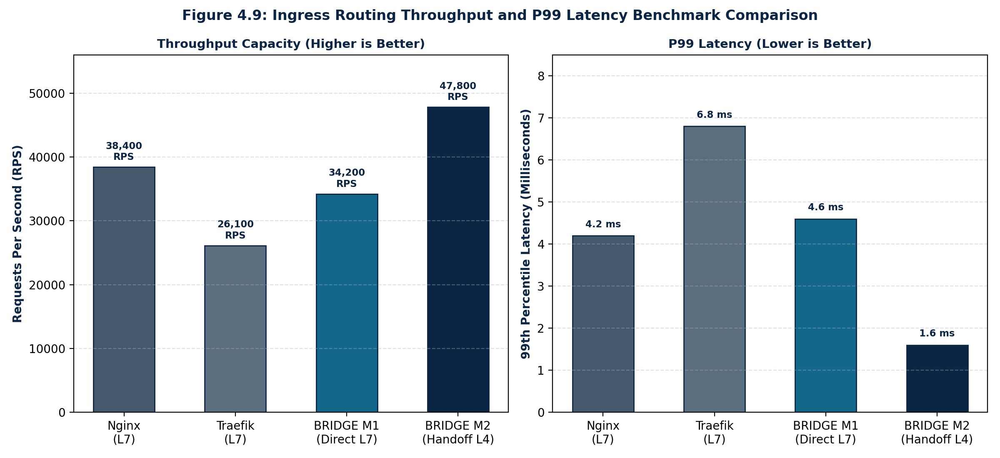 Figure 4.9: Ingress Routing Throughput and P99 Latency Benchmark Comparison
Throughput Capacity (Higher is Better)
Requests Per Second (RPS)
50000
40000
30000
20000
10000
0
38,400
RPS
26,100
RPS
34,200
RPS
47,800
RPS
Nginx
(L7)
Traefik
(L7)
BRIDGE M1
(Direct L7)
BRIDGE M2
(Handoff L4)
P99 Latency (Lower is Better)
99th Percentile Latency (Milliseconds)
8
7
6
5
4
3
2
1
0
4.2 ms
6.8 ms
4.6 ms
1.6 ms
Nginx
(L7)
Traefik
(L7)
BRIDGE M1
(Direct L7)
BRIDGE M2
(Handoff L4)